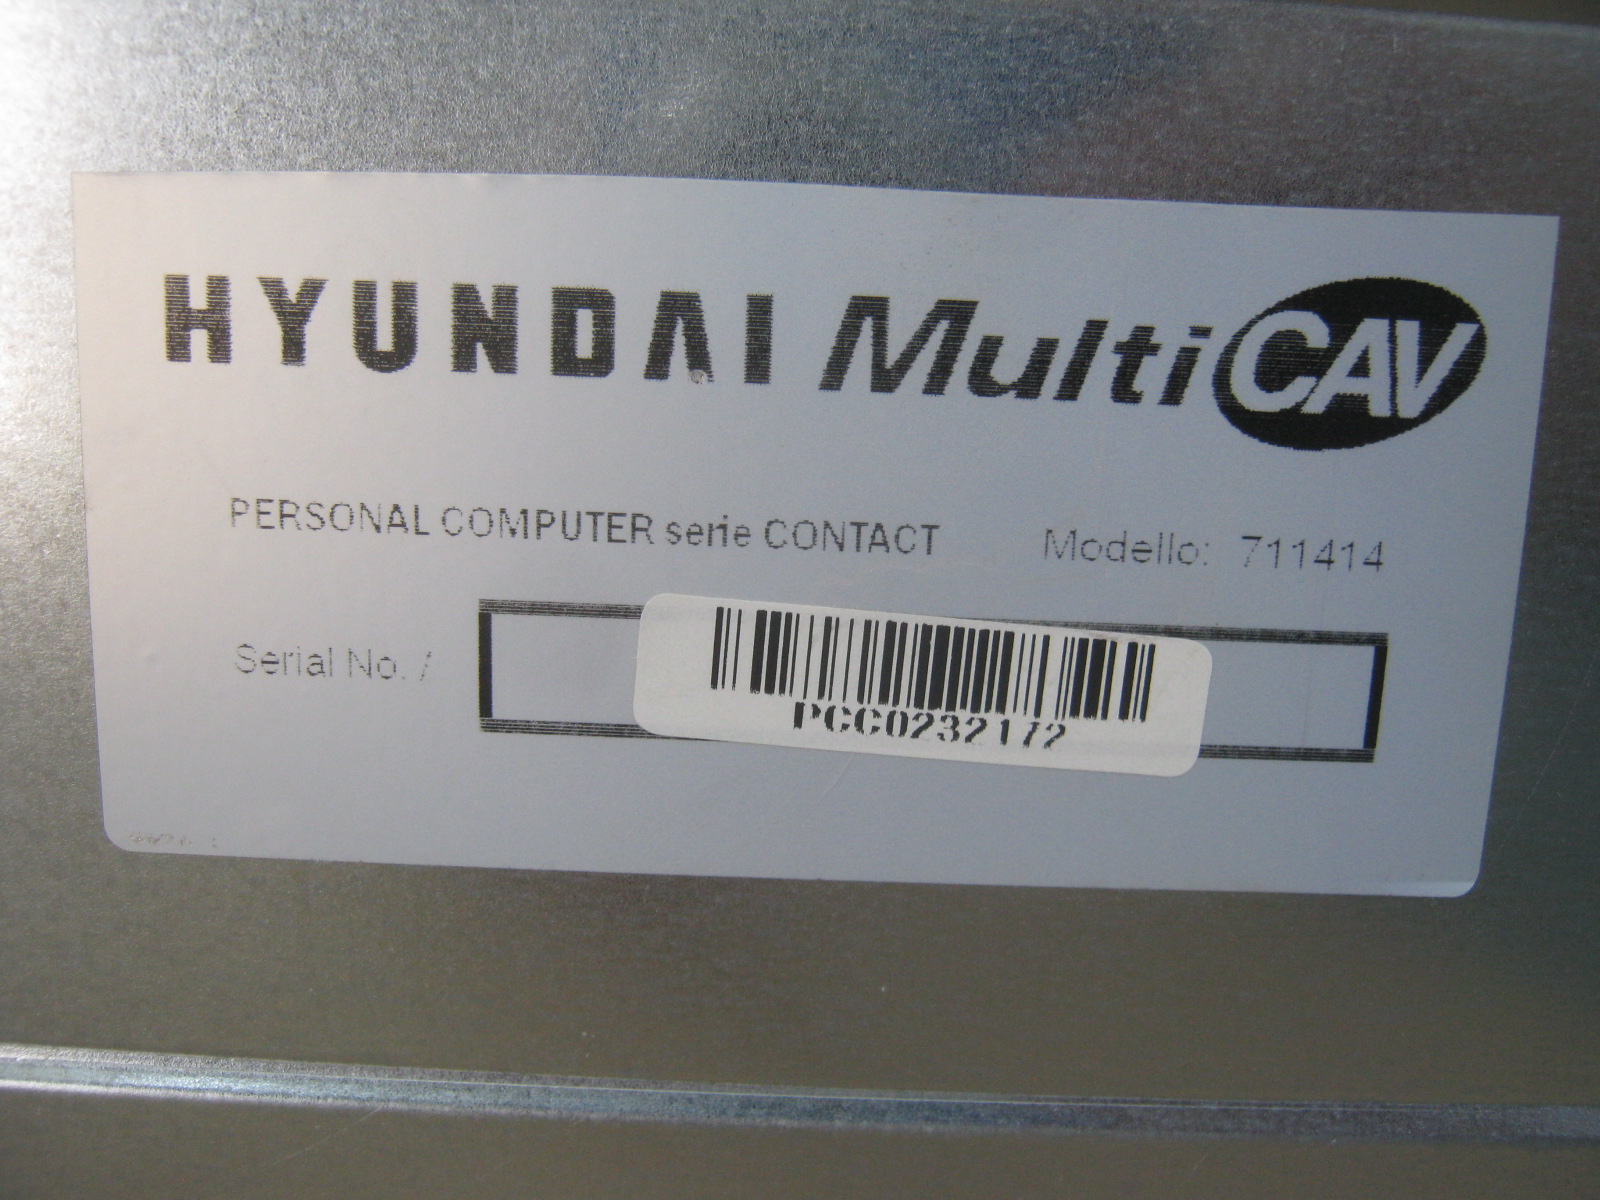 HYUNDAI MultiCAV
PERSONAL COMPUTER serie CONTACT Modello: 711414
Serial No. /
PCC0232172